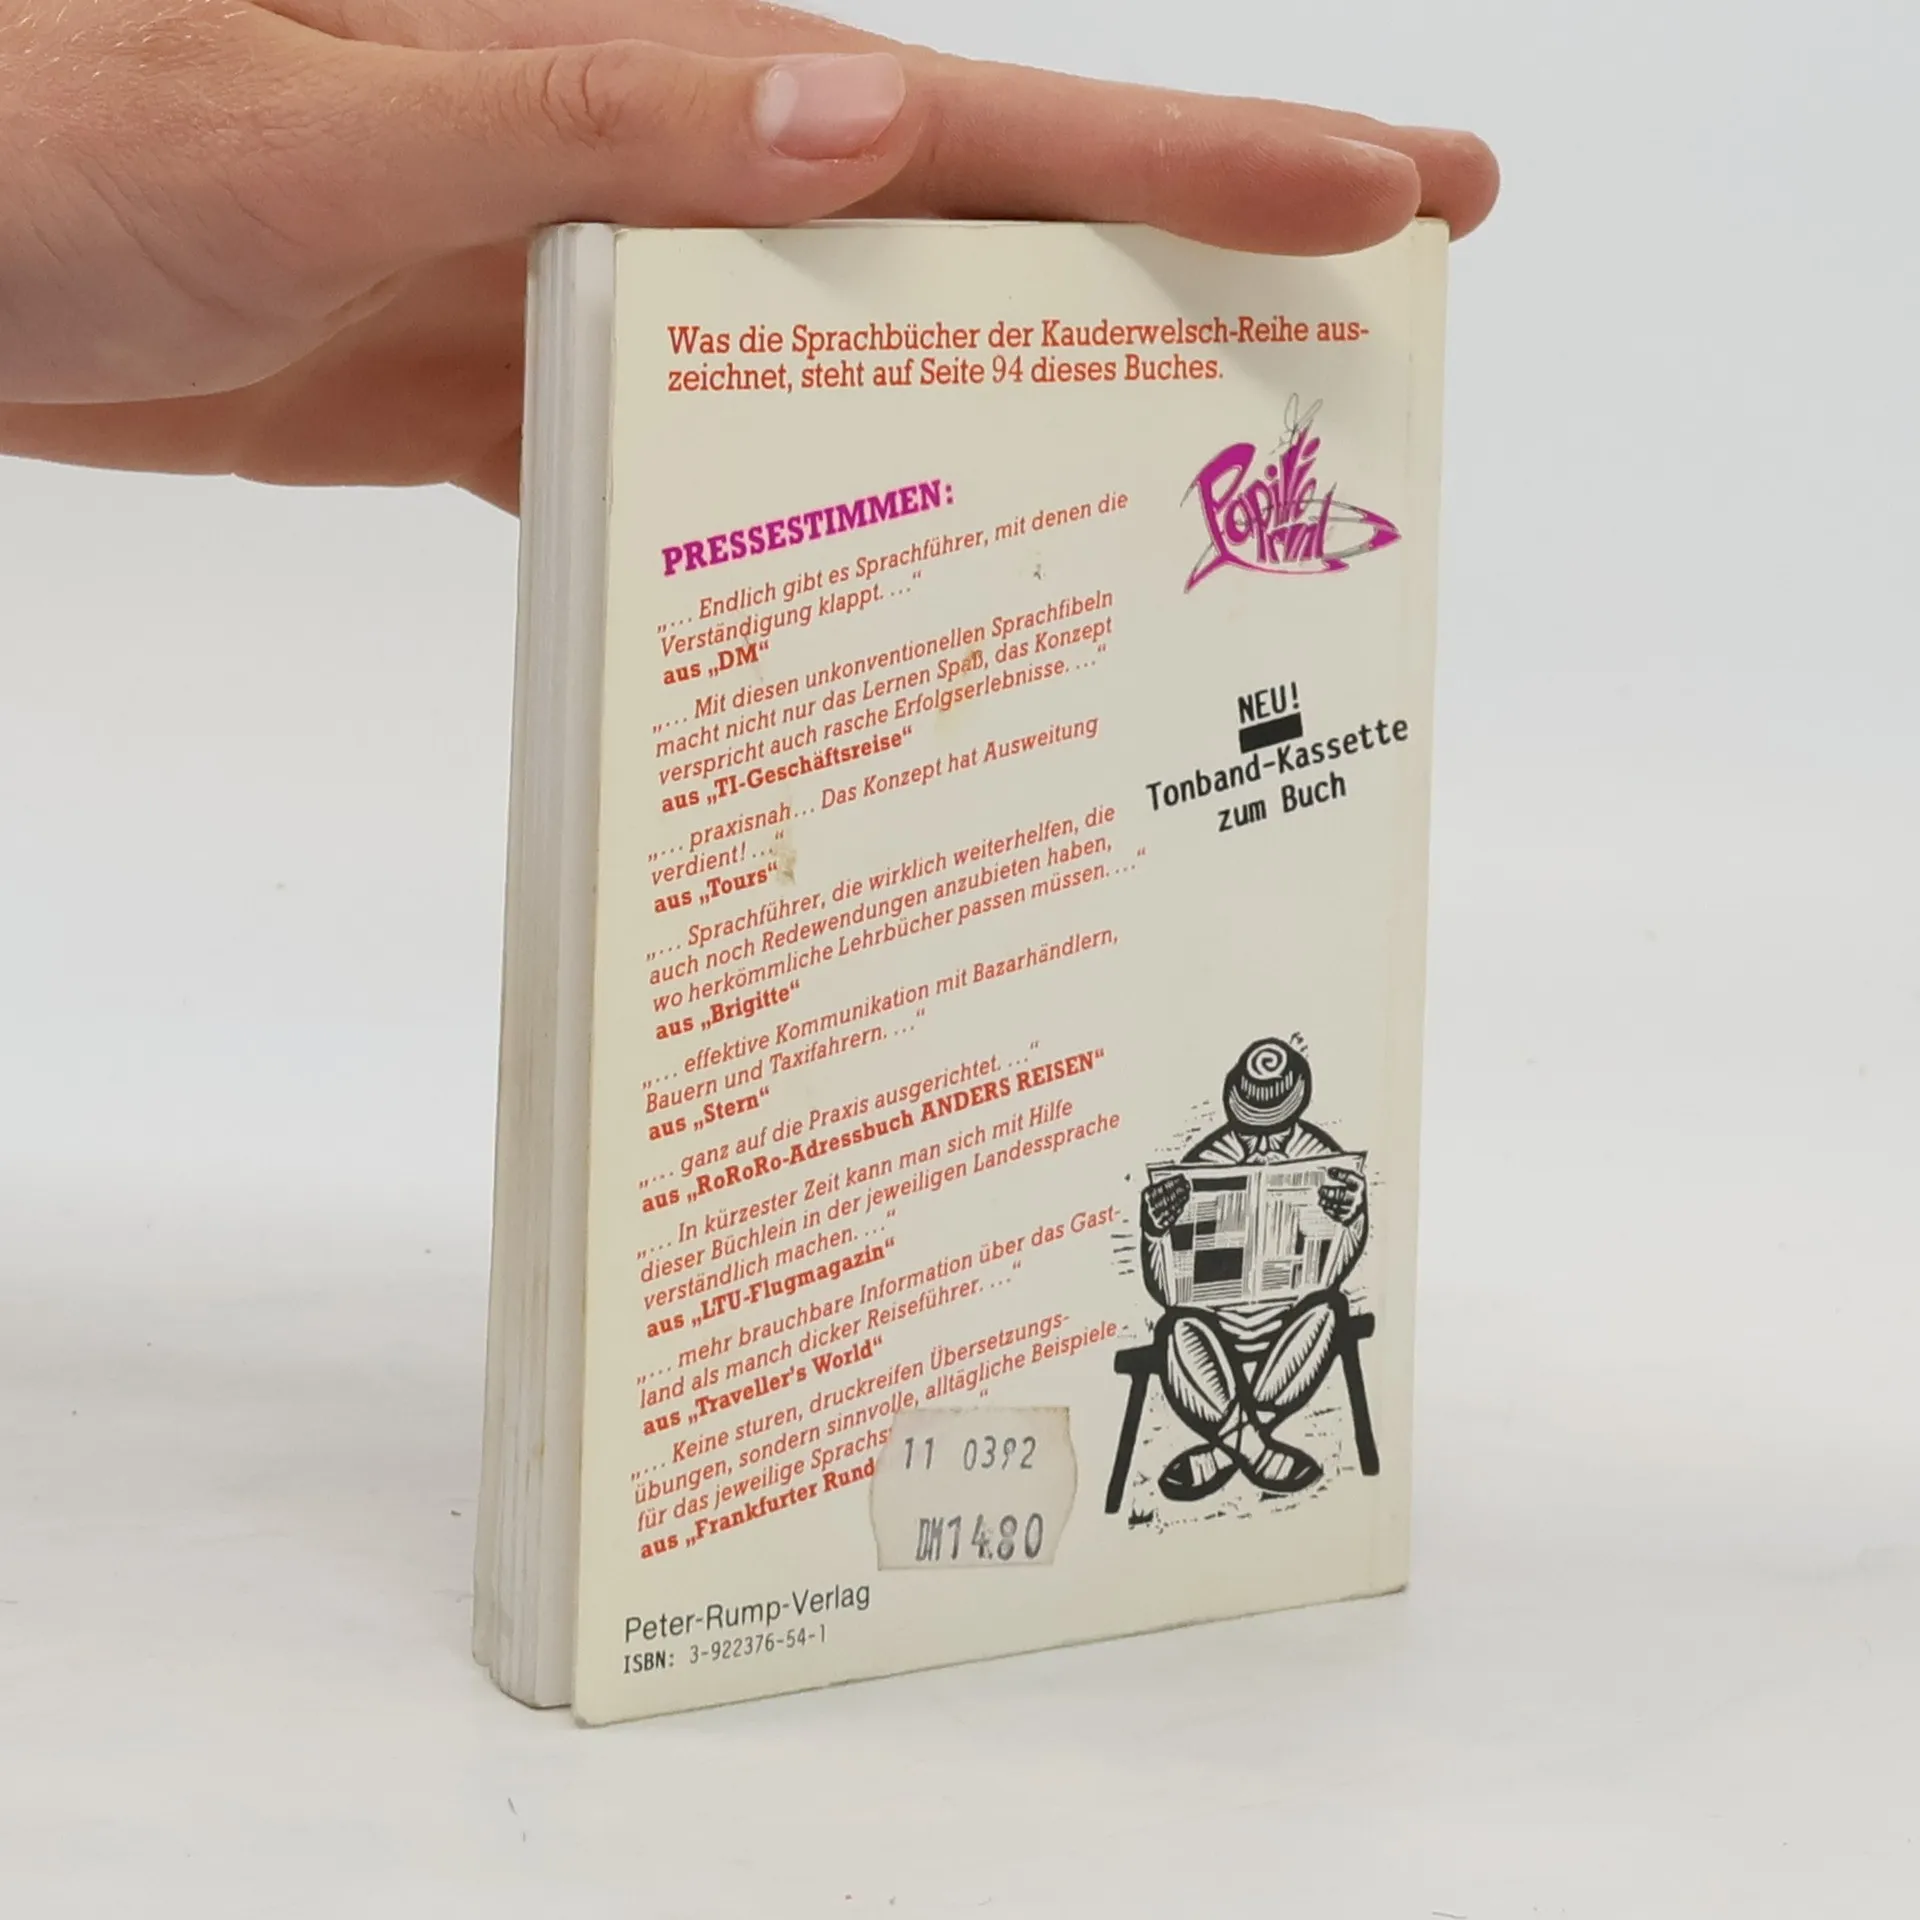 Was die Sprachbücher der Kauderwelsch-Reihe aus-
zeichnet, steht auf Seite 94 dieses Buches.
PRESSESTIMMEN:
„... Endlich gibt es Sprachführer, mit denen die
Verständigung klappt. ...“
aus „DM“
„... Mit diesen unkonventionellen Sprachfibeln
macht nicht nur das Lernen Spaß, das Konzept
verspricht auch rasche Erfolgserlebnisse. ...“
aus „TI-Geschäftsreise“
„... praxisnah... Das Konzept hat Ausweitung
verdient! ...“
aus „Tours“
„... Sprachführer, die wirklich weiterhelfen, die
auch noch Redewendungen anzubieten haben,
wo herkömmliche Lehrbücher passen müssen. ...“
aus „Brigitte“
„... effektive Kommunikation mit Bazarhändlern,
Bauern und Taxifahrern. ...“
aus „Stern“
„... ganz auf die Praxis ausgerichtet. ...“
aus „RoRoRo-Adressbuch ANDERS REISEN“
„... In kürzester Zeit kann man sich mit Hilfe
dieser Büchlein in der jeweiligen Landessprache
verständlich machen. ...“
aus „LTU-Flugmagazin“
„... mehr brauchbare Information über das Gast-
land als manch dicker Reiseführer. ...“
aus „Traveller's World“
„... Keine sturen, druckreifen Übersetzungs-
übungen, sondern sinnvolle, alltägliche Beispiele
für das jeweilige Sprachs
aus „Frankfurter Rund
NEU!
Tonband-Kassette
zum Buch
11 0392
DM14.80
Peter-Rump-Verlag
ISBN: 3-922376-54-1